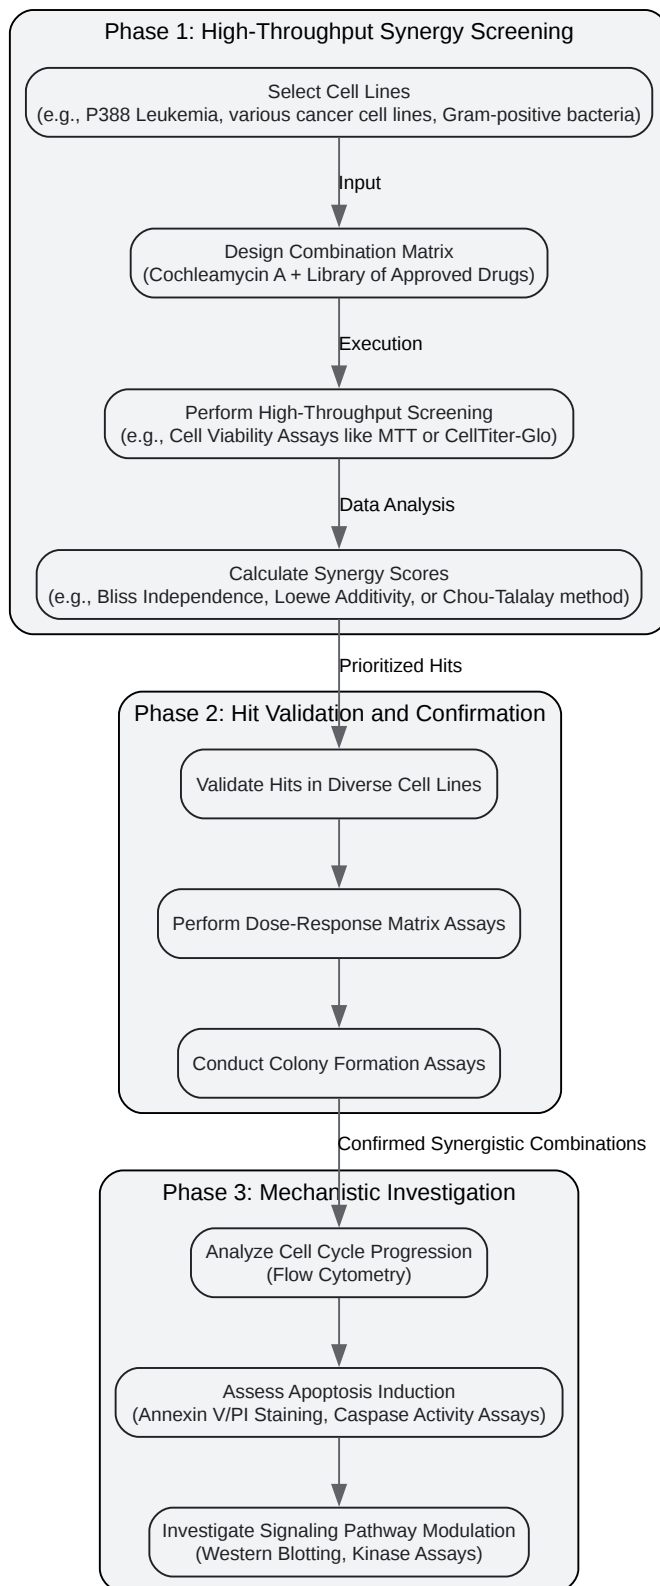 Phase 1: High-Throughput Synergy Screening
Select Cell Lines
(e.g., P388 Leukemia, various cancer cell lines, Gram-positive bacteria)
Input
Design Combination Matrix
(Cochleamycin A + Library of Approved Drugs)
Execution
Perform High-Throughput Screening
(e.g., Cell Viability Assays like MTT or CellTiter-Glo)
Data Analysis
Calculate Synergy Scores
(e.g., Bliss Independence, Loewe Additivity, or Chou-Talalay method)
Prioritized Hits
Phase 2: Hit Validation and Confirmation
Validate Hits in Diverse Cell Lines
Perform Dose-Response Matrix Assays
Conduct Colony Formation Assays
Confirmed Synergistic Combinations
Phase 3: Mechanistic Investigation
Analyze Cell Cycle Progression
(Flow Cytometry)
Assess Apoptosis Induction
(Annexin V/PI Staining, Caspase Activity Assays)
Investigate Signaling Pathway Modulation
(Western Blotting, Kinase Assays)